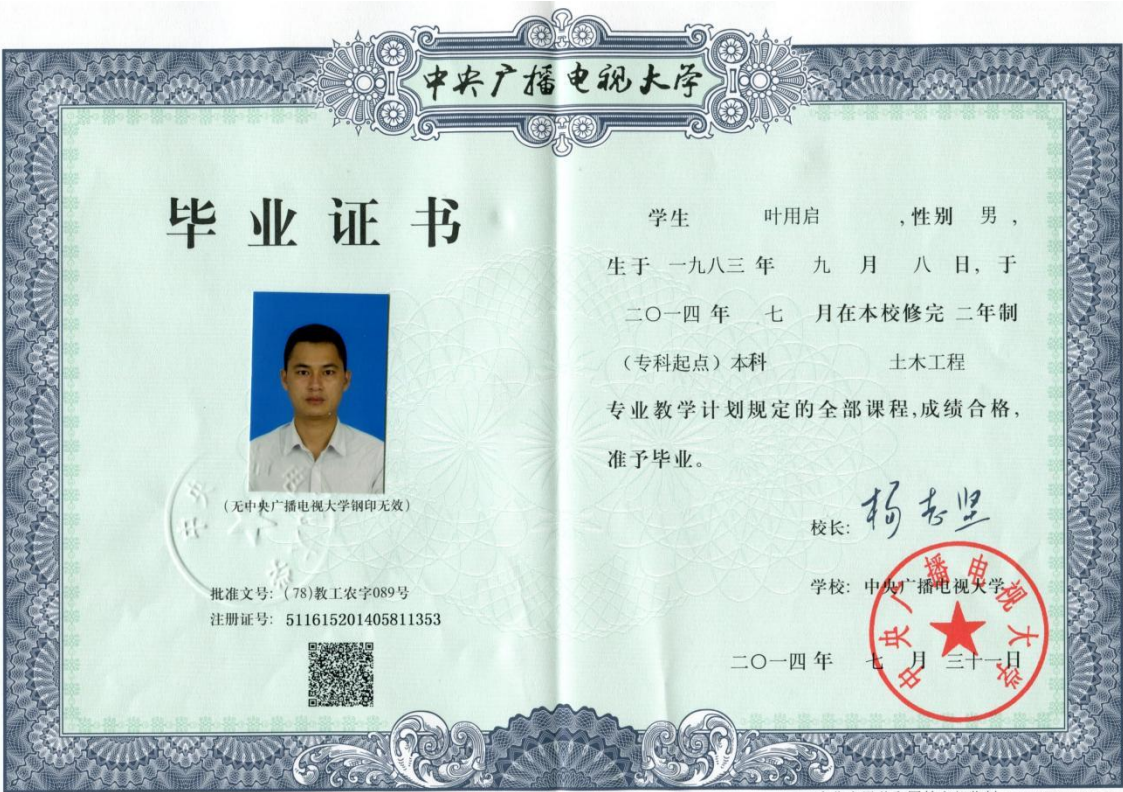 中央广播电视大学
毕业证书
学生 叶用启 ,性别 男,
生于 一九八三 年 九 月 八 日, 于
二〇一四 年 七 月在本校修完 二年制
(专科起点)本科 土木工程
专业教学计划规定的全部课程,成绩合格,
准予毕业。
(无中央广播电视大学钢印无效)
校长: 杨志坚
批准文号: (78)教工农字089号
注册证号: 511615201405811353
学校: 中央广播电视大学
二〇一四 年 七 月 三十一日
中央广播电视大学